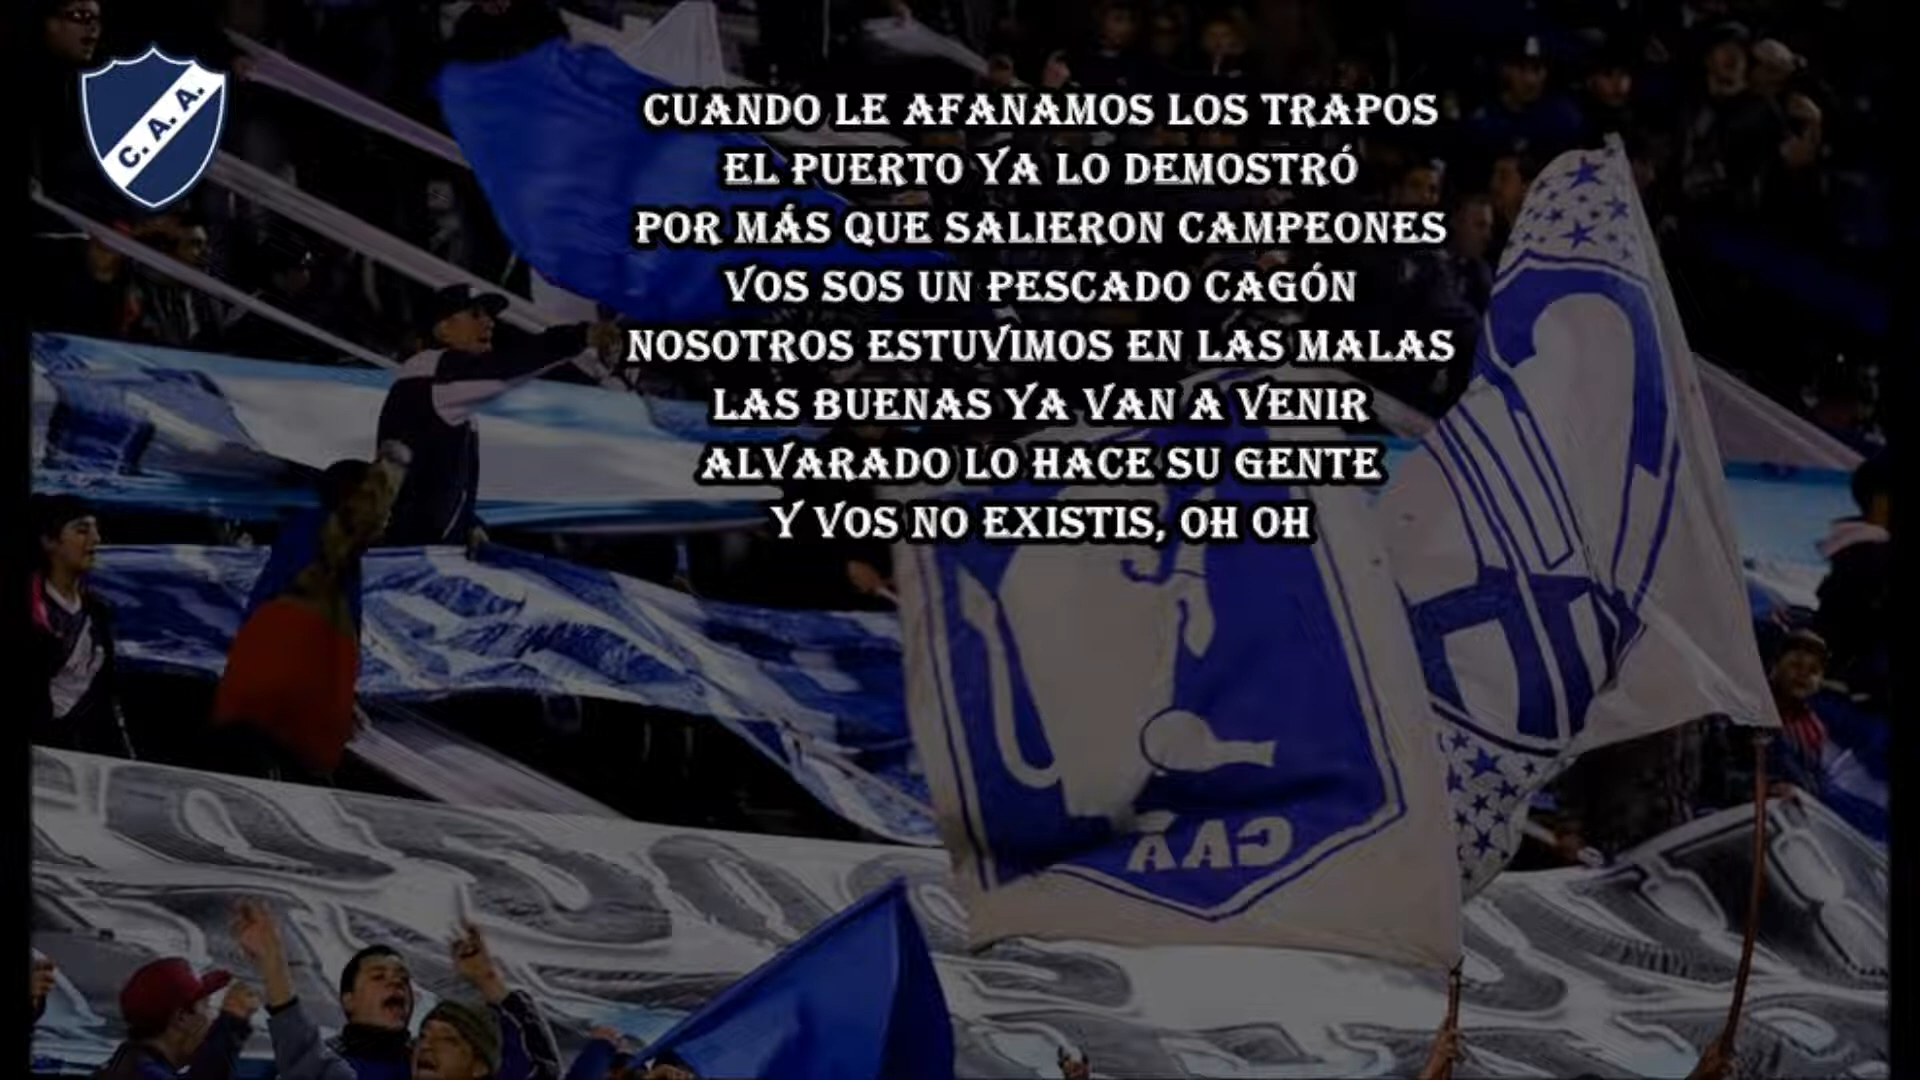 C. A. A.
CUANDO LE AFANAMOS LOS TRAPOS
EL PUERTO YA LO DEMOSTRÓ
POR MÁS QUE SALIERON CAMPEONES
VOS SOS UN PESCADO CAGÓN
NOSOTROS ESTUVIMOS EN LAS MALAS
LAS BUENAS YA VAN A VENIR
ALVARADO LO HACE SU GENTE
Y VOS NO EXISTIS, OH OH
CAA